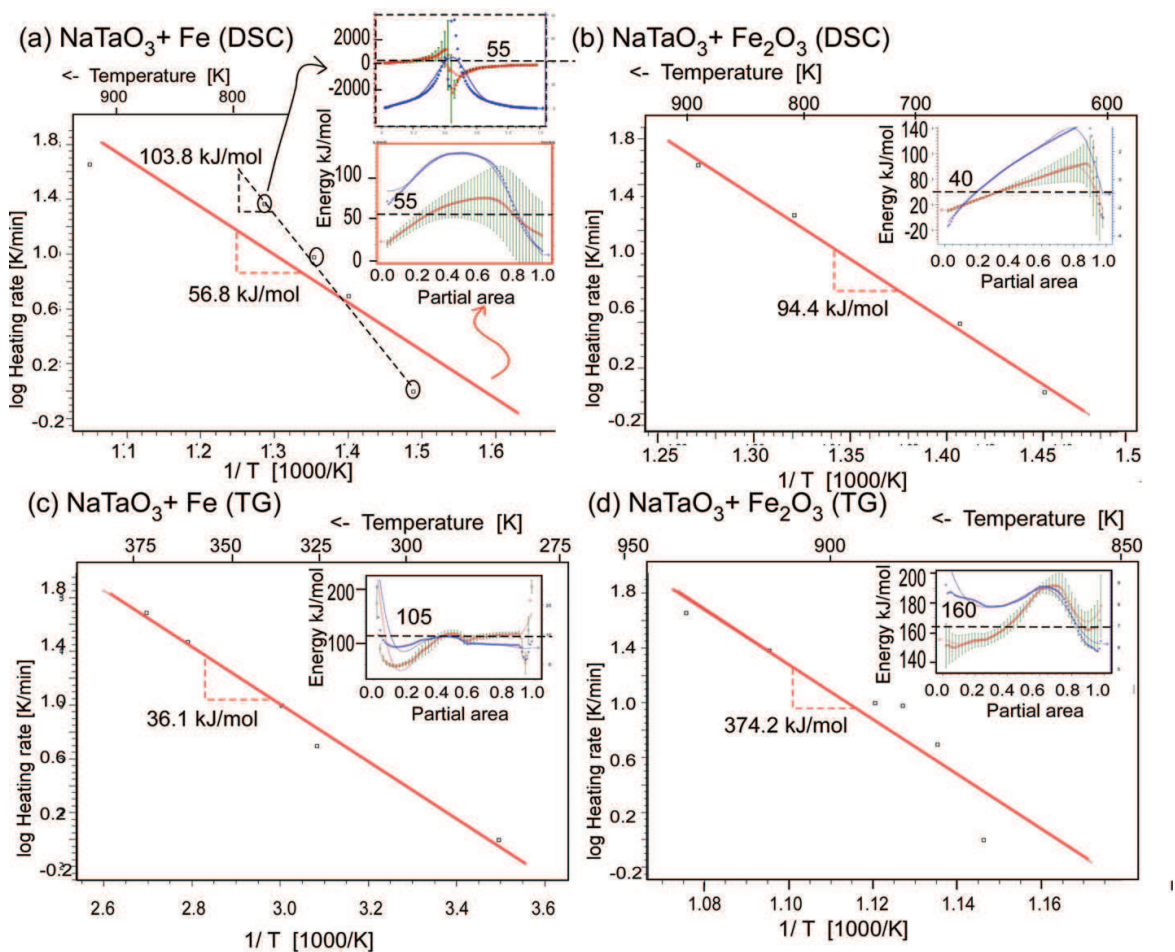 (a) NaTaO₃+ Fe (DSC)
<- Temperature [K]
900 800 700
2000
0
-2000
55
1.8
1.4
1.0
0.6
0.2
-0.2
log Heating rate [K/min]
103.8 kJ/mol
56.8 kJ/mol
Energy kJ/mol
100
50
0
55
0.0 0.2 0.4 0.6 0.8 1.0
Partial area
1.1 1.2 1.3 1.4 1.5 1.6
1/ T [1000/K]
(b) NaTaO₃+ Fe₂O₃ (DSC)
<- Temperature [K]
900 800 700 600
1.8
1.4
1.0
0.6
0.2
-0.2
log Heating rate [K/min]
94.4 kJ/mol
Energy kJ/mol
140
100
80
20
-20
40
0.0 0.2 0.4 0.6 0.8 1.0
Partial area
1.25 1.30 1.35 1.40 1.45 1.5
1/ T [1000/K]
(c) NaTaO₃+ Fe (TG)
<- Temperature [K]
375 350 325 300 275
1.8
1.4
1.0
0.6
0.2
-0.2
log Heating rate [K/min]
36.1 kJ/mol
Energy kJ/mol
200
100
105
0.0 0.2 0.4 0.6 0.8 1.0
Partial area
2.6 2.8 3.0 3.2 3.4 3.6
1/ T [1000/K]
(d) NaTaO₃+ Fe₂O₃ (TG)
<- Temperature [K]
950 900 850
1.8
1.4
1.0
0.6
0.2
-0.2
log Heating rate [K/min]
374.2 kJ/mol
Energy kJ/mol
200
180
160
140
160
0.0 0.2 0.4 0.6 0.8 1.0
Partial area
1.08 1.10 1.12 1.14 1.16
1/ T [1000/K]